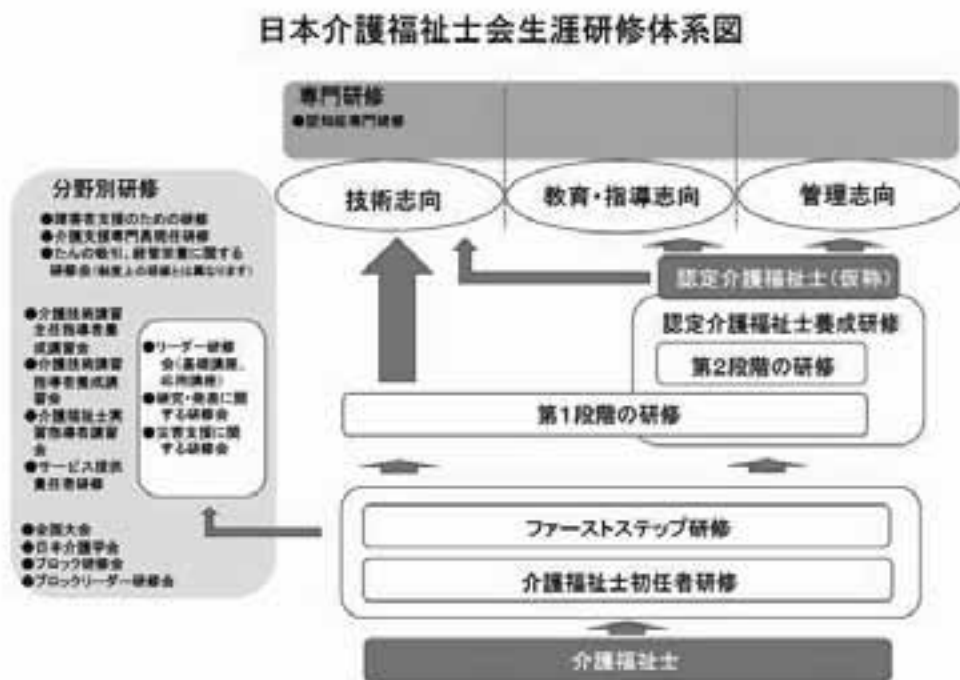 日本介護福祉士会生涯研修体系図
専門研修
●認知症専門研修
技術志向
教育・指導志向
管理志向
分野別研修
●障害者支援のための研修
●介護支援専門員現任研修
●たんの吸引、経管栄養に関する
研修会(制度上の研修とは異なります)
●介護技術講習
主任指導者養
成講習会
●介護技術講習
指導者養成講
習会
●介護福祉士実
習指導者講習
会
●サービス提供
責任者研修
●リーダー研修
会(基礎講座、
応用講座)
●研究・発表に関
する研修会
●災害支援に関
する研修会
●全国大会
●日本介護学会
●ブロック研修会
●ブロックリーダー研修会
認定介護福祉士(仮称)
認定介護福祉士養成研修
第2段階の研修
第1段階の研修
ファーストステップ研修
介護福祉士初任者研修
介護福祉士